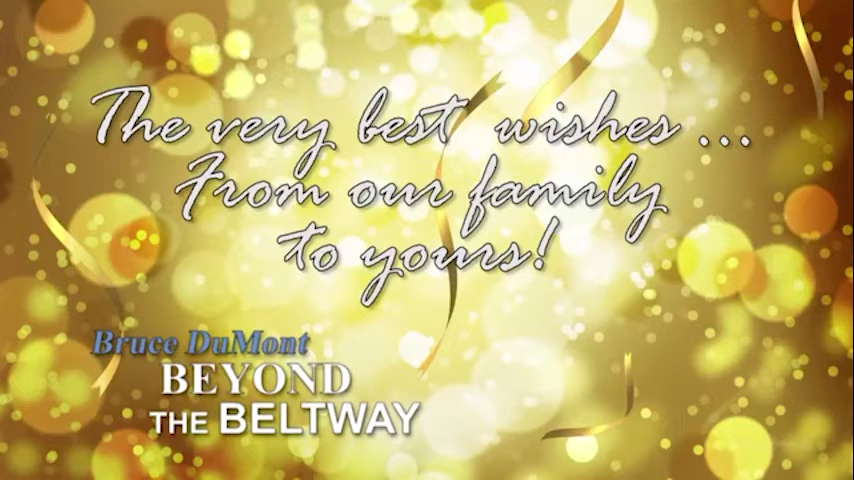 The very best wishes ...
From our family
to yours!
Bruce DuMont
BEYOND
THE BELTWAY